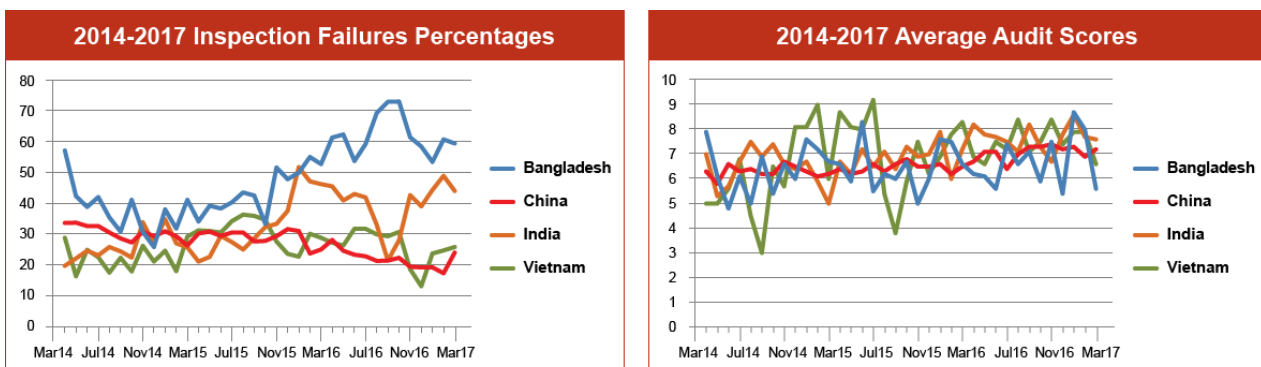 2014-2017 Inspection Failures Percentages
80
70
60
50
40
30
20
10
0
Mar14 Jul14 Nov14 Mar15 Jul15 Nov15 Mar16 Jul16 Nov16 Mar17
Bangladesh
China
India
Vietnam
2014-2017 Average Audit Scores
10
9
8
7
6
5
4
3
2
1
0
Mar14 Jul14 Nov14 Mar15 Jul15 Nov15 Mar16 Jul16 Nov16 Mar17
Bangladesh
China
India
Vietnam